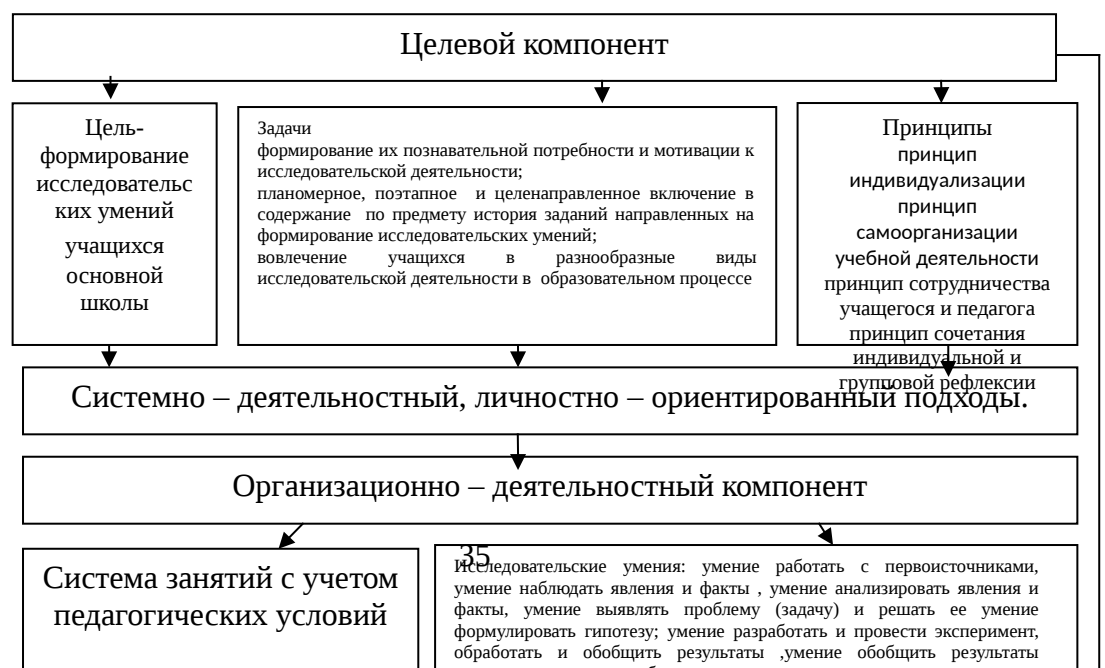 Целевой компонент
Цель-
формирование
исследовательс
ких умений
учащихся
основной
школы
Задачи
формирование их познавательной потребности и мотивации к
исследовательской деятельности;
планомерное, поэтапное и целенаправленное включение в
содержание по предмету история заданий направленных на
формирование исследовательских умений;
вовлечение учащихся в разнообразные виды
исследовательской деятельности в образовательном процессе
Принципы
принцип
индивидуализации
принцип
самоорганизации
учебной деятельности
принцип сотрудничества
учащегося и педагога
принцип сочетания
индивидуальной и
групповой рефлексии
Системно – деятельностный, личностно – ориентированный подходы.
Организационно – деятельностный компонент
Система занятий с учетом
педагогических условий
35
Исследовательские умения: умение работать с первоисточниками,
умение наблюдать явления и факты , умение анализировать явления и
факты, умение выявлять проблему (задачу) и решать ее умение
формулировать гипотезу; умение разработать и провести эксперимент,
обработать и обобщить результаты ,умение обобщить результаты